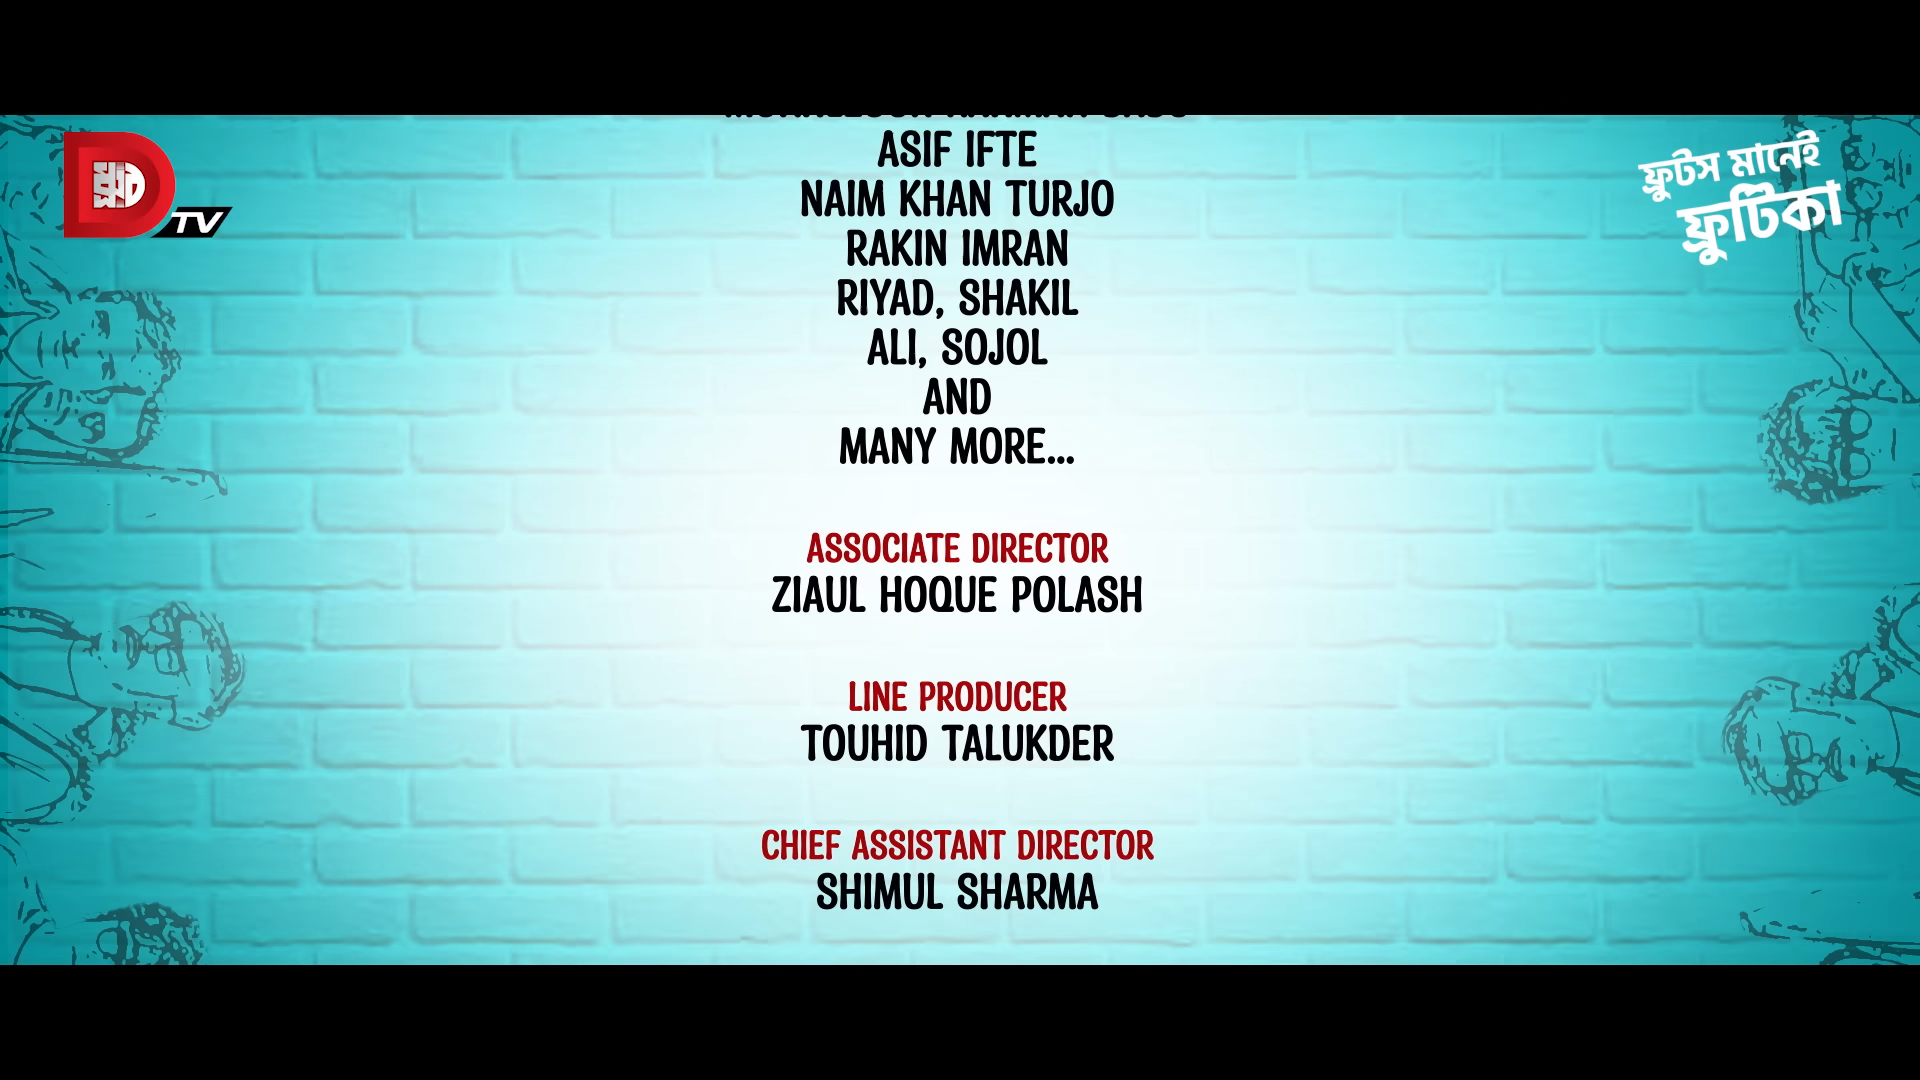 ASIF IFTE
NAIM KHAN TURJO
RAKIN IMRAN
RIYAD, SHAKIL
ALI, SOJOL
AND
MANY MORE...
ASSOCIATE DIRECTOR
ZIAUL HOQUE POLASH
LINE PRODUCER
TOUHID TALUKDER
CHIEF ASSISTANT DIRECTOR
SHIMUL SHARMA
TV
ফ্রুটস মানেই
ফ্রুটিকা